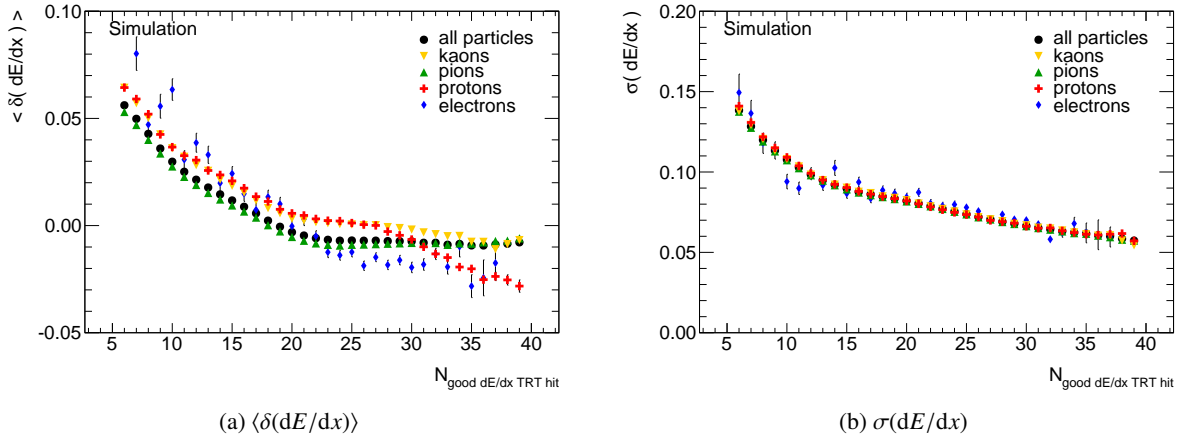 < δ( dE/dx ) >
0.10
0.05
0.00
-0.05
Simulation
all particles
kaons
pions
protons
electrons
5 10 15 20 25 30 35 40
N good dE/dx TRT hit
(a) ⟨δ(dE/dx)⟩
σ( dE/dx )
0.20
0.15
0.10
0.05
0.00
Simulation
all particles
kaons
pions
protons
electrons
5 10 15 20 25 30 35 40
N good dE/dx TRT hit
(b) σ(dE/dx)